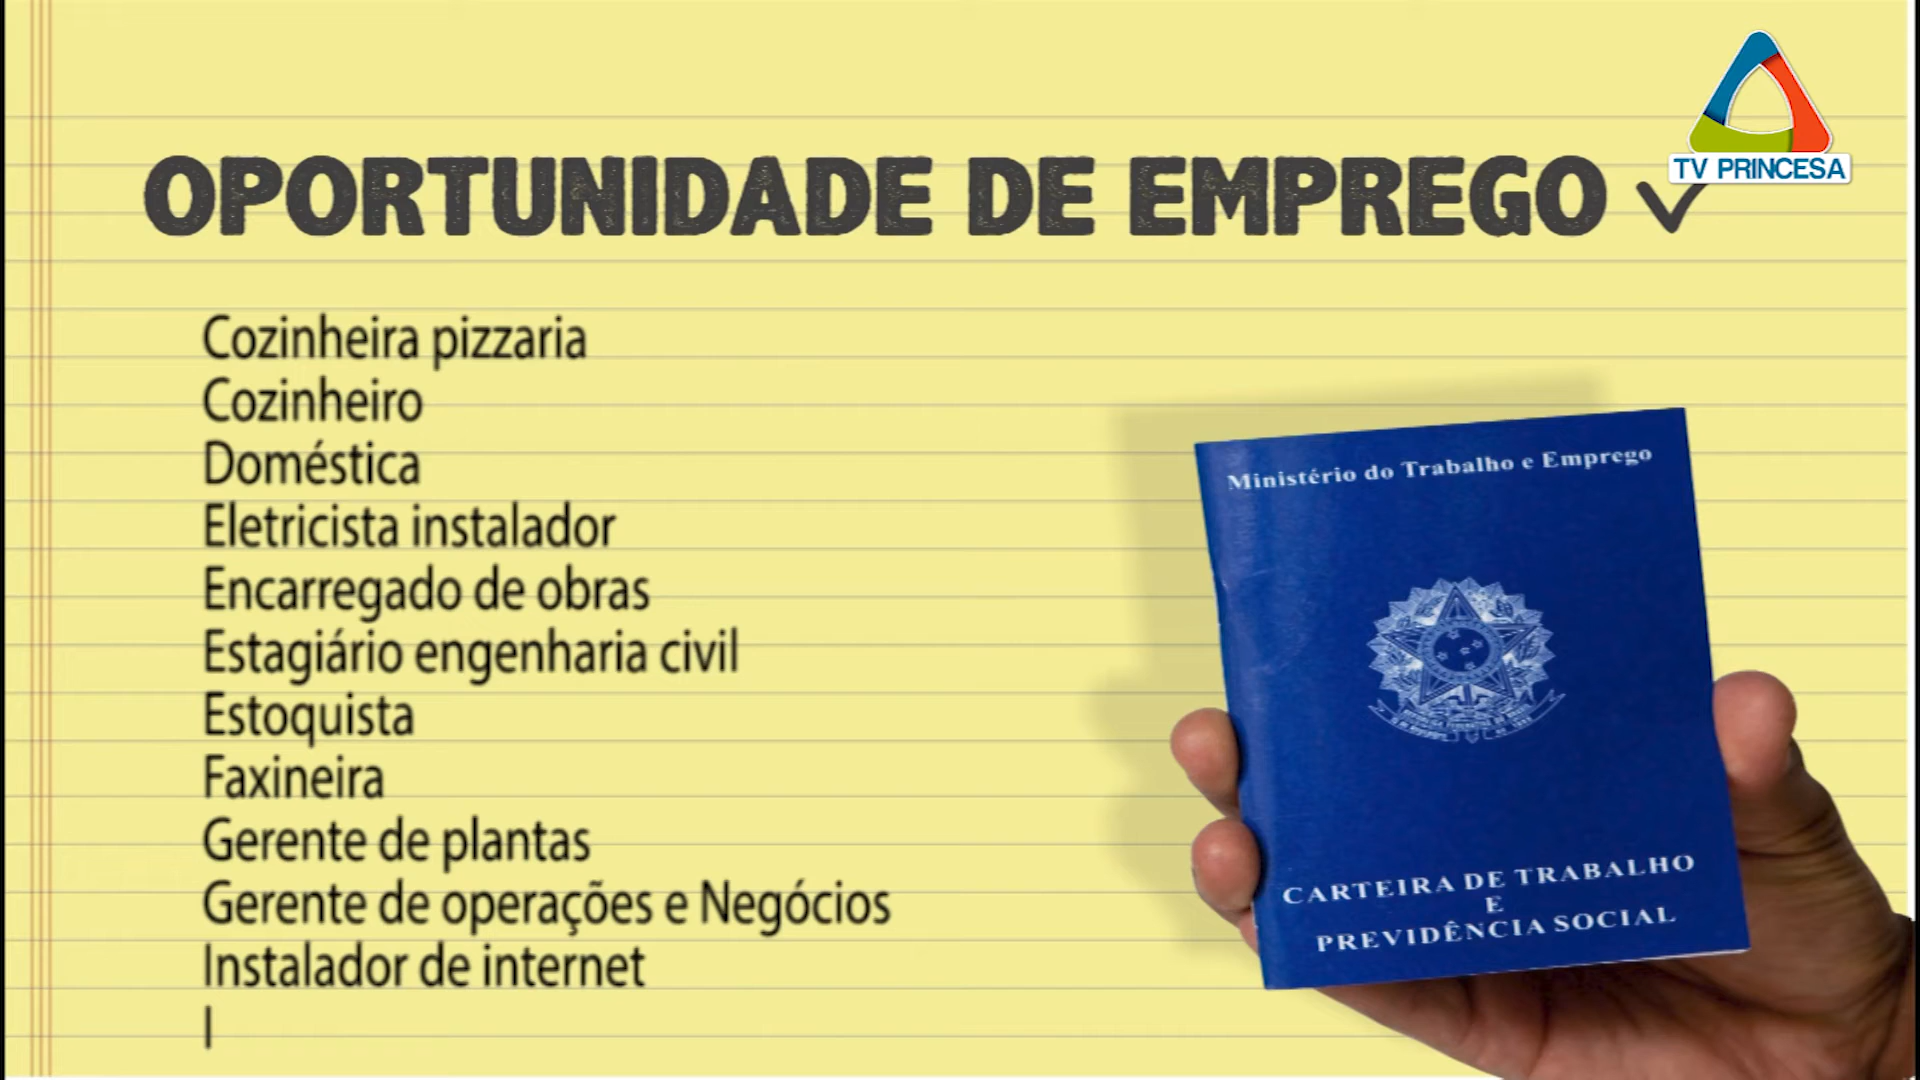 TV PRINCESA
OPORTUNIDADE DE EMPREGO
Cozinheira pizzaria
Cozinheiro
Doméstica
Eletricista instalador
Encarregado de obras
Estagiário engenharia civil
Estoquista
Faxineira
Gerente de plantas
Gerente de operações e Negócios
Instalador de internet
Ministério do Trabalho e Emprego
CARTEIRA DE TRABALHO
E
PREVIDÊNCIA SOCIAL